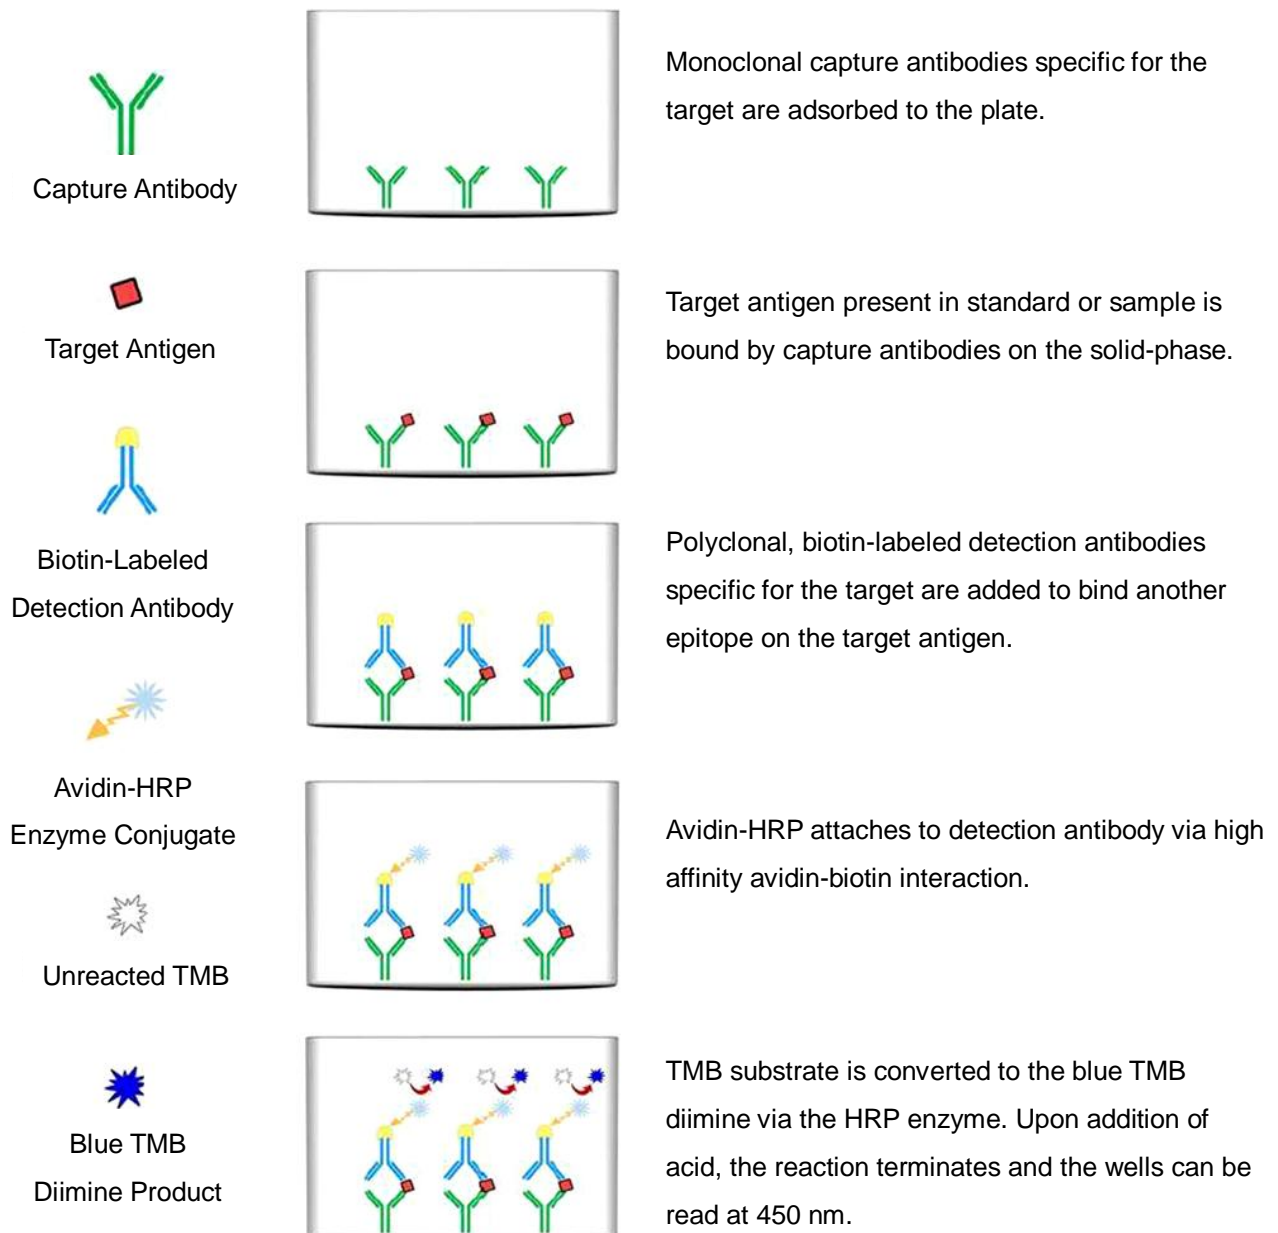 Monoclonal capture antibodies specific for the
target are adsorbed to the plate.
Capture Antibody
Target antigen present in standard or sample is
bound by capture antibodies on the solid-phase.
Target Antigen
Polyclonal, biotin-labeled detection antibodies
specific for the target are added to bind another
epitope on the target antigen.
Biotin-Labeled
Detection Antibody
Avidin-HRP
Enzyme Conjugate
Avidin-HRP attaches to detection antibody via high
affinity avidin-biotin interaction.
Unreacted TMB
TMB substrate is converted to the blue TMB
diimine via the HRP enzyme. Upon addition of
acid, the reaction terminates and the wells can be
read at 450 nm.
Blue TMB
Diimine Product